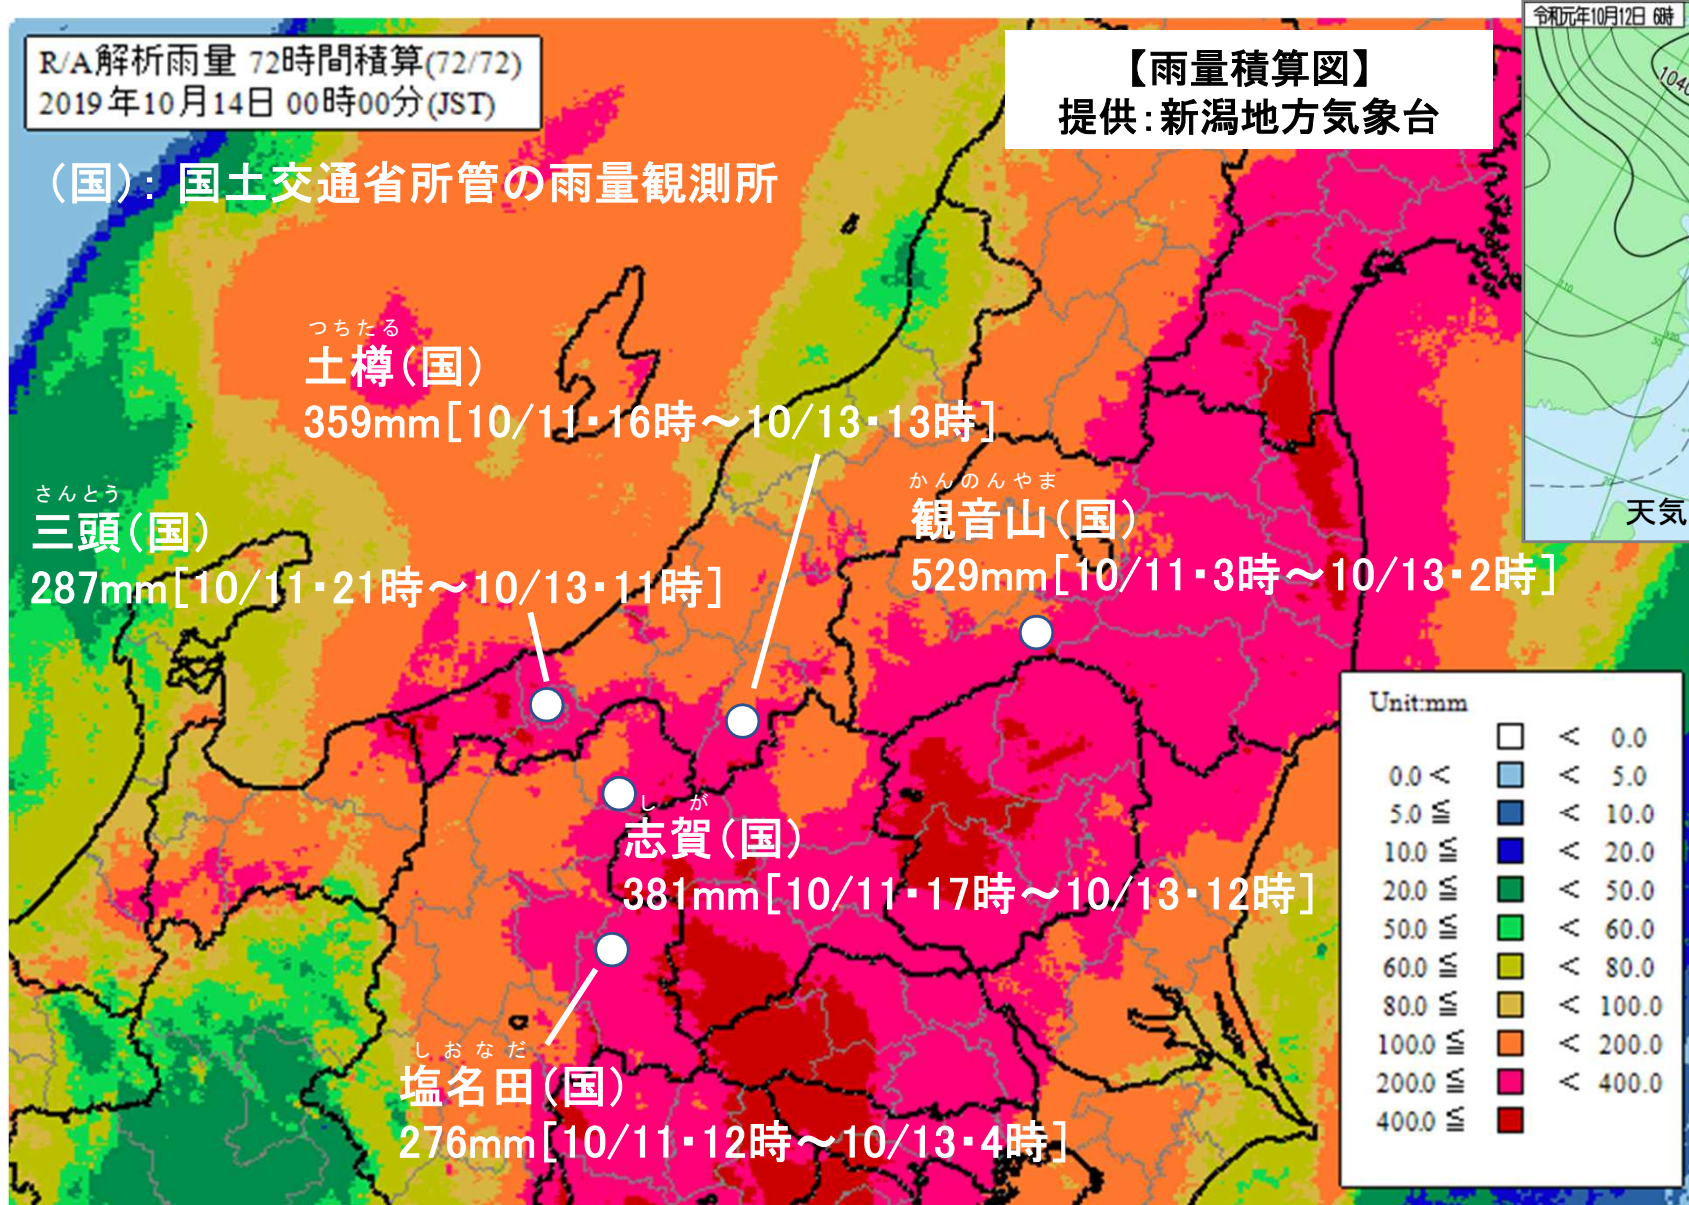 R/A解析雨量 72時間積算(72/72)
2019年10月14日 00時00分(JST)
(国): 国土交通省所管の雨量観測所
【雨量積算図】
提供:新潟地方気象台
令和元年10月12日 6時
1040
天気
つちたる
土樽(国)
359mm[10/11・16時～10/13・13時]
さんとう
三頭(国)
287mm[10/11・21時～10/13・11時]
かんのんやま
観音山(国)
529mm[10/11・3時～10/13・2時]
しが
志賀(国)
381mm[10/11・17時～10/13・12時]
しおなだ
塩名田(国)
276mm[10/11・12時～10/13・4時]
Unit:mm
< 0.0
0.0 < < 5.0
5.0 ≦ < 10.0
10.0 ≦ < 20.0
20.0 ≦ < 50.0
50.0 ≦ < 60.0
60.0 ≦ < 80.0
80.0 ≦ < 100.0
100.0 ≦ < 200.0
200.0 ≦ < 400.0
400.0 ≦